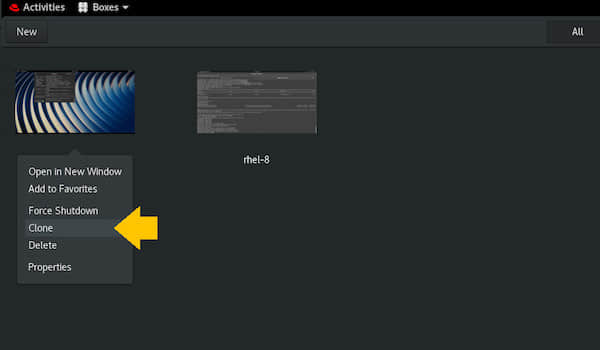 Activities Boxes
New All
rhel-8
Open in New Window
Add to Favorites
Force Shutdown
Clone
Delete
Properties